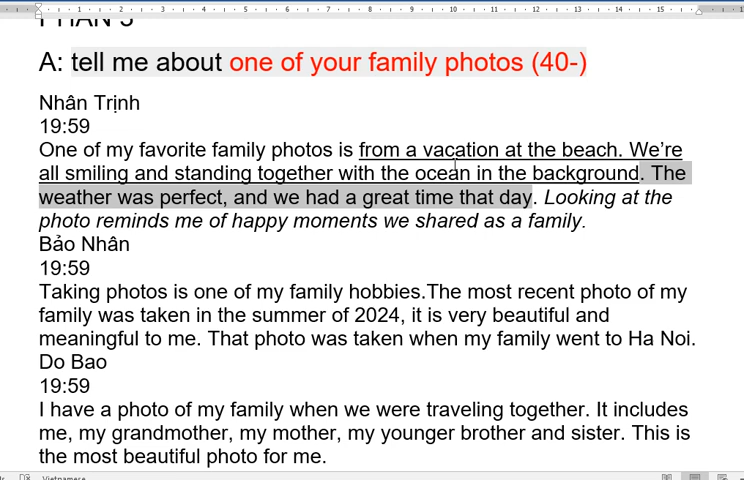 PHẦN 3
A: tell me about one of your family photos (40-)
Nhân Trịnh
19:59
One of my favorite family photos is from a vacation at the beach. We’re
all smiling and standing together with the ocean in the background. The
weather was perfect, and we had a great time that day. Looking at the
photo reminds me of happy moments we shared as a family.
Bảo Nhân
19:59
Taking photos is one of my family hobbies.The most recent photo of my
family was taken in the summer of 2024, it is very beautiful and
meaningful to me. That photo was taken when my family went to Ha Noi.
Do Bao
19:59
I have a photo of my family when we were traveling together. It includes
me, my grandmother, my mother, my younger brother and sister. This is
the most beautiful photo for me.
Vietnamese